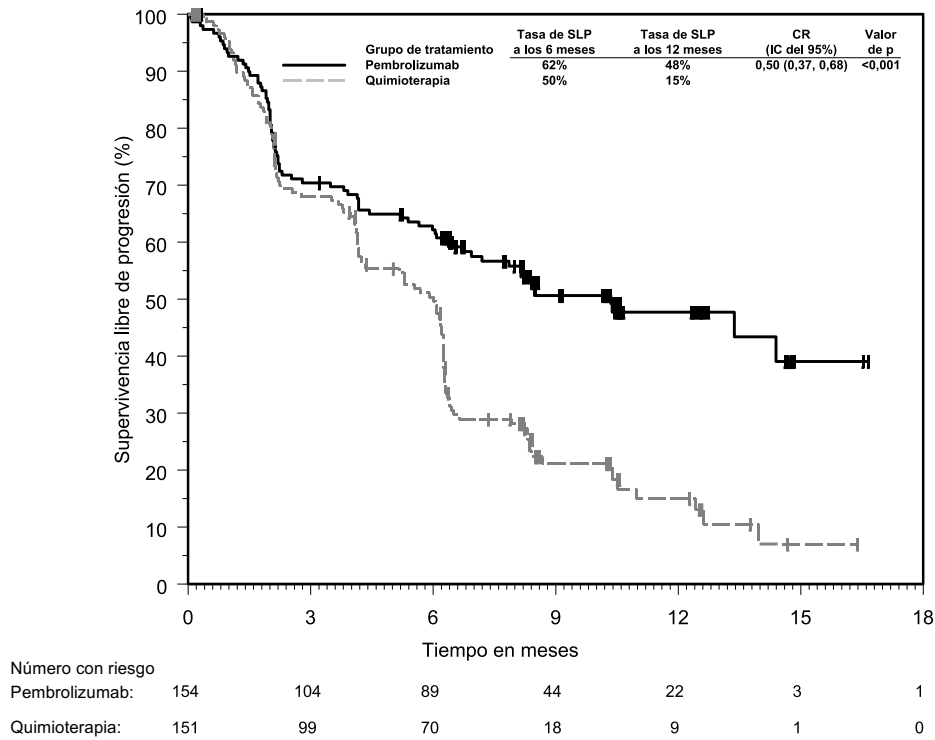 Tasa de SLP Tasa de SLP CR Valor
Grupo de tratamiento a los 6 meses a los 12 meses (IC del 95%) de p
Pembrolizumab 62% 48% 0,50 (0,37, 0,68) <0,001
Quimioterapia 50% 15%
Supervivencia libre de progresión (%)
100
90
80
70
60
50
40
30
20
10
0
0 3 6 9 12 15 18
Tiempo en meses
Número con riesgo
Pembrolizumab: 154 104 89 44 22 3 1
Quimioterapia: 151 99 70 18 9 1 0